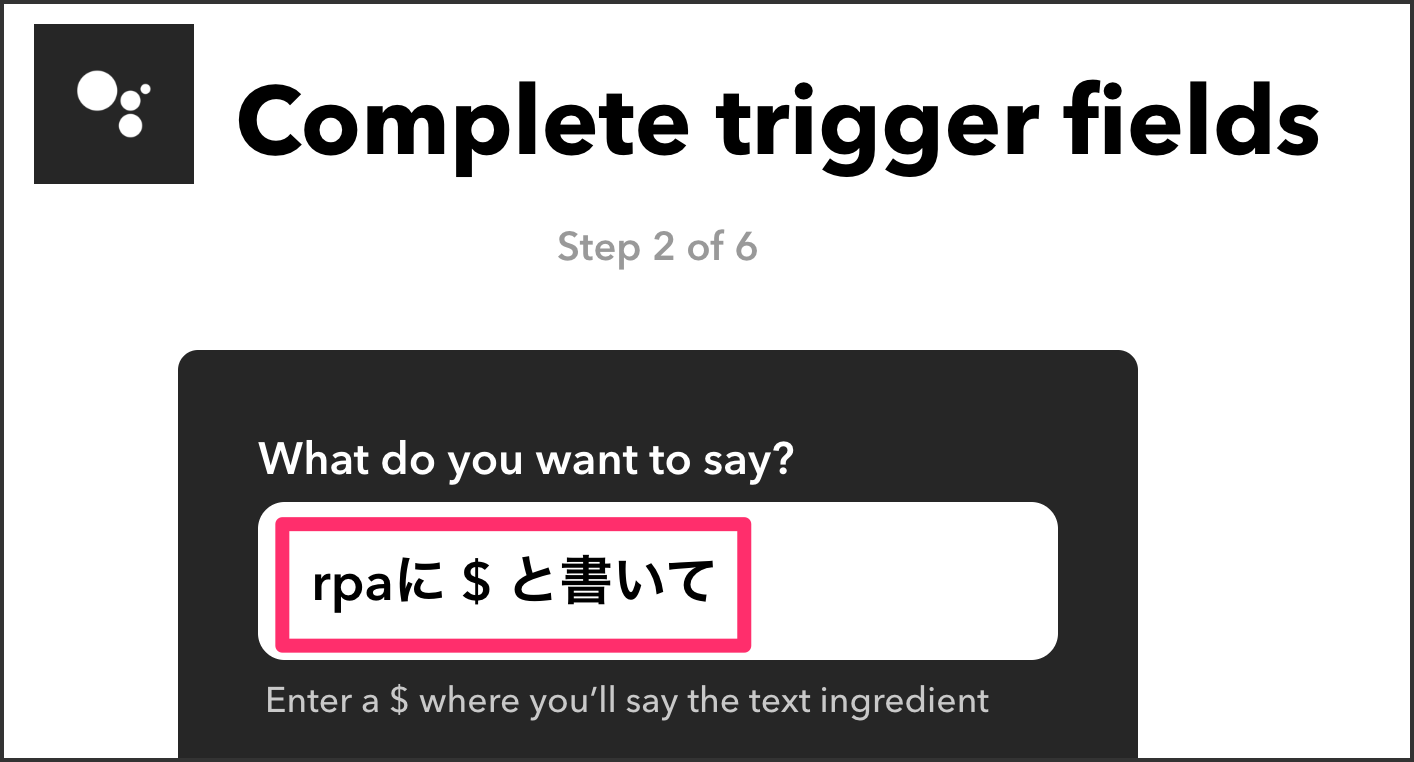 Complete trigger fields
Step 2 of 6
What do you want to say?
rpaに $ と書いて
Enter a $ where you’ll say the text ingredient